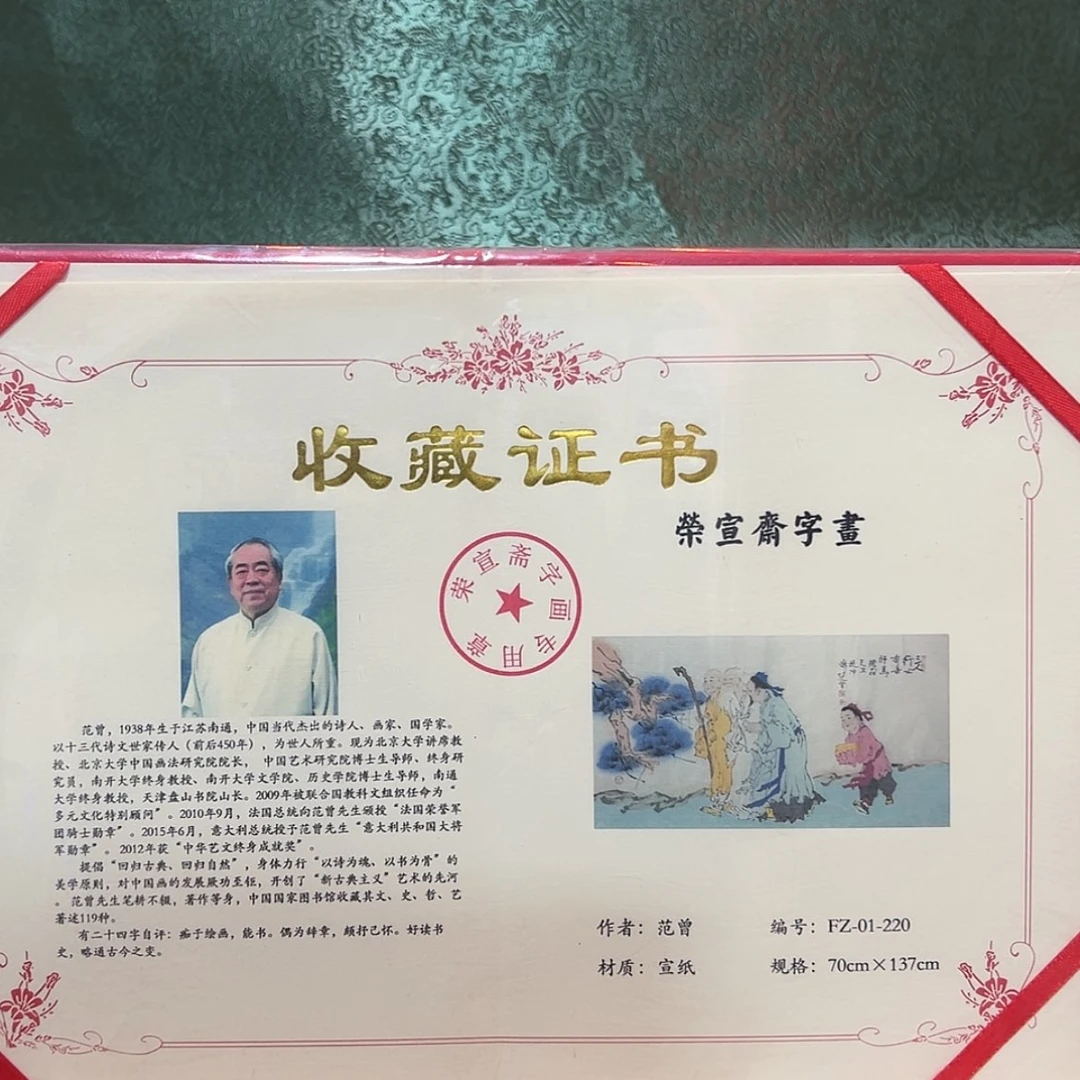 收藏证书
榮宣齋字畫
荣宣斋字画专用章
范曾，1938年生于江苏南通，中国当代杰出的诗人、画家、国学家。
以十三代诗文世家传人（前后450年），为世人所重。现为北京大学讲席教
授、北京大学中国画法研究院院长， 中国艺术研究院博士生导师、终身研
究员，南开大学终身教授、南开大学文学院、历史学院博士生导师，南通
大学终身教授，天津盘山书院山长。2009年被联合国教科文组织任命为“
多元文化特别顾问”。2010年9月，法国总统向范曾先生颁授“法国荣誉军
团骑士勋章”。2015年6月，意大利总统授予范曾先生“意大利共和国大将
军勋章”。2012年获“中华艺文终身成就奖”。
提倡“回归古典、回归自然”，身体力行“以诗为魂、以书为骨”的
美学原则，对中国画的发展厥功至钜，开创了“新古典主义”艺术的先河
。范曾先生笔耕不辍，著作等身，中国国家图书馆收藏其文、史、哲、艺
著述119种。
有二十四字自评：痴于绘画，能书。偶为辞章，颇抒己怀。好读书
史，略通古今之变。
作者：范曾
编号：FZ-01-220
材质：宣纸
规格：70cm×137cm